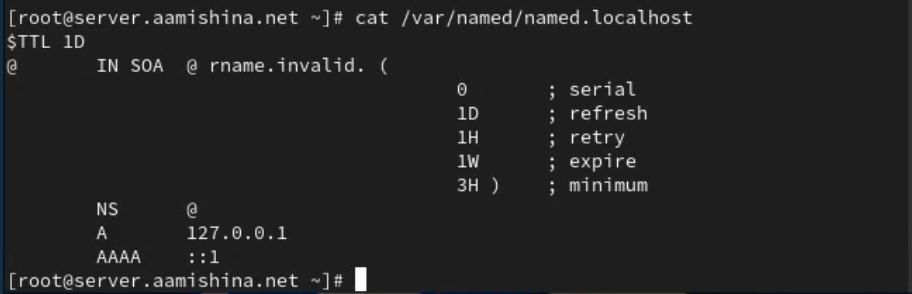 [root@server.aamishina.net ~]# cat /var/named/named.localhost
$TTL 1D
@ IN SOA @ rname.invalid. (
0 ; serial
1D ; refresh
1H ; retry
1W ; expire
3H ) ; minimum
NS @
A 127.0.0.1
AAAA ::1
[root@server.aamishina.net ~]#